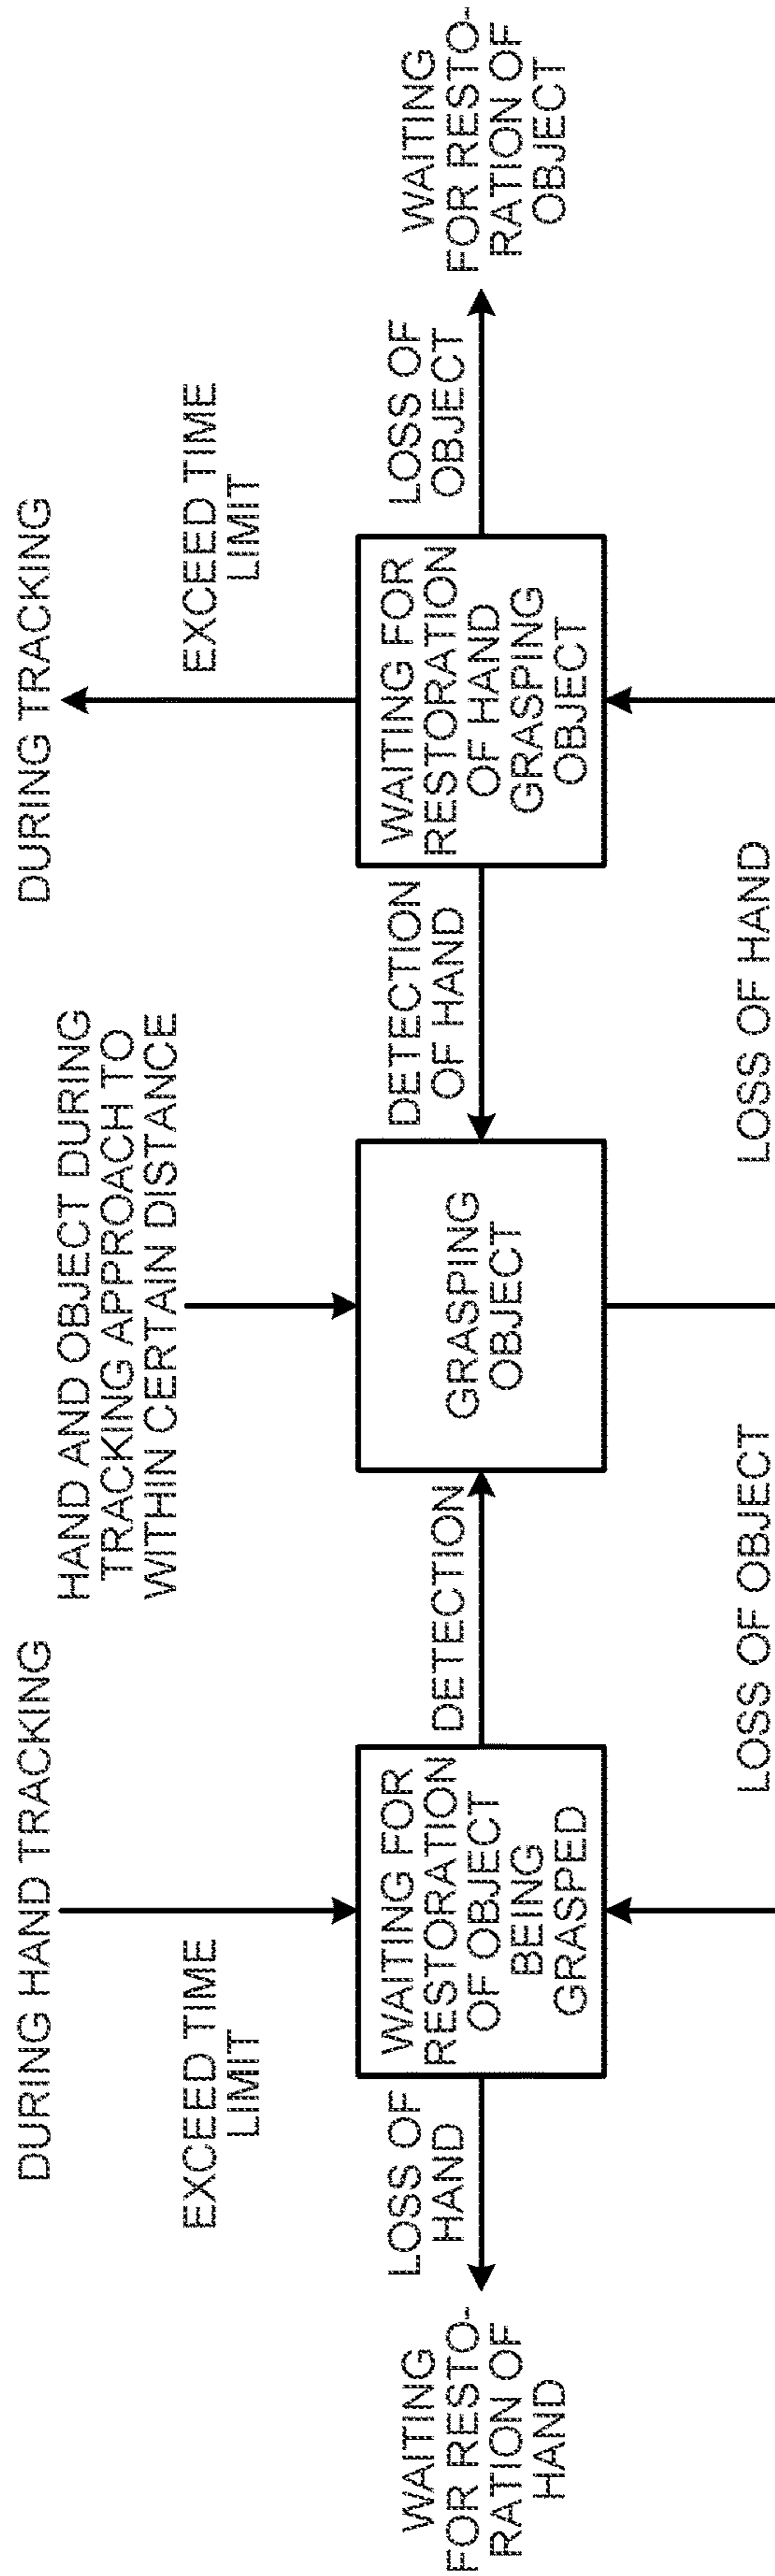 DURING HAND TRACKING
EXCEED TIME
LIMIT
HAND AND OBJECT DURING
TRACKING APPROACH TO
WITHIN CERTAIN DISTANCE
DURING TRACKING
EXCEED TIME
LIMIT
WAITING
FOR RESTO-
RATION OF
HAND
LOSS OF
HAND
WAITING FOR
RESTORATION
OF OBJECT
BEING
GRASPED
DETECTION
GRASPING
OBJECT
DETECTION
OF HAND
WAITING FOR
RESTORATION
OF HAND
GRASPING
OBJECT
LOSS OF
OBJECT
WAITING
FOR RESTO-
RATION OF
OBJECT
LOSS OF OBJECT
LOSS OF HAND